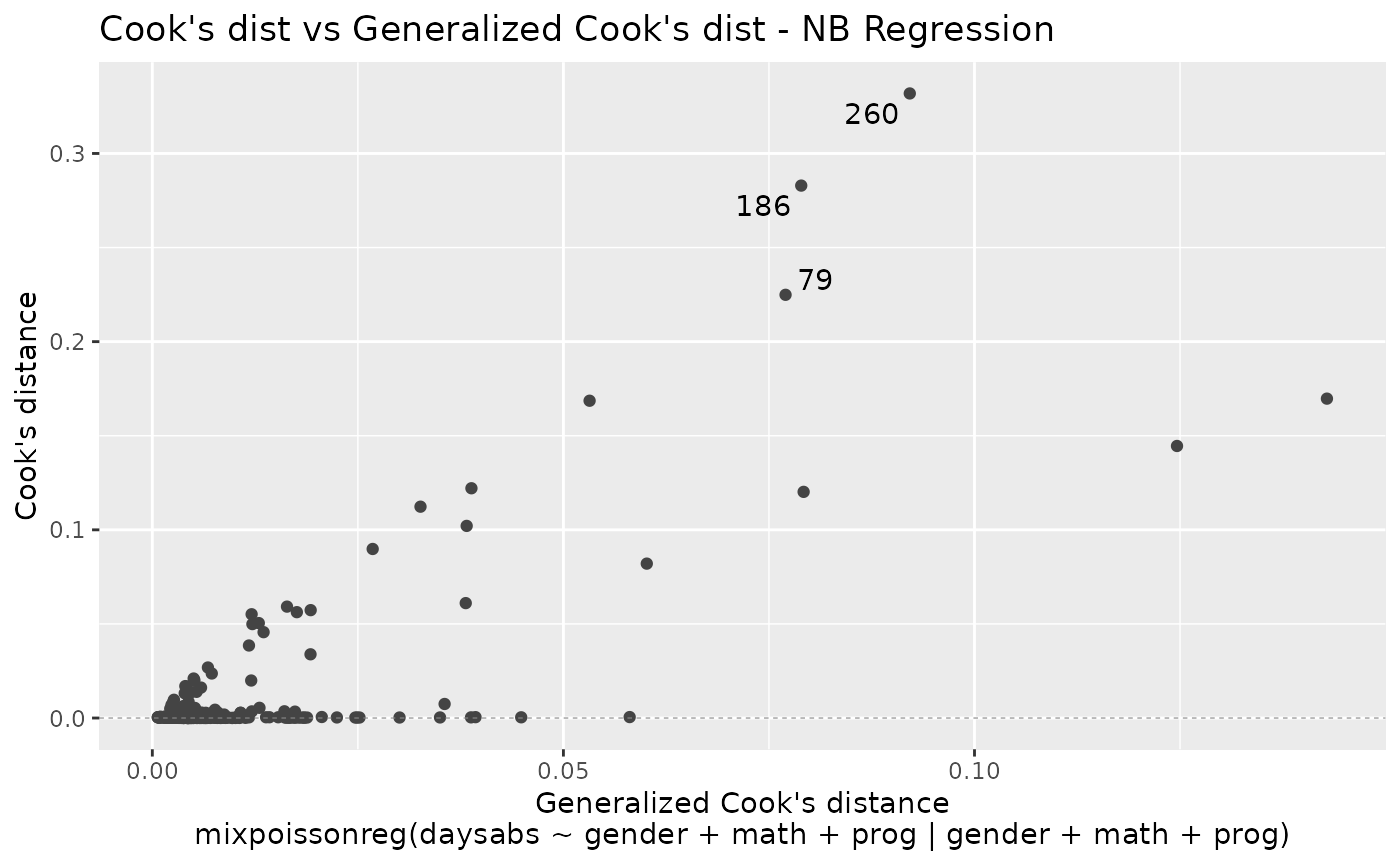 Cook's dist vs Generalized Cook's dist - NB Regression
260
0.3
186
79
0.2
Cook's distance
0.1
0.0
0.00 0.05 0.10
Generalized Cook's distance
mixpoissonreg(daysabs ~ gender + math + prog | gender + math + prog)